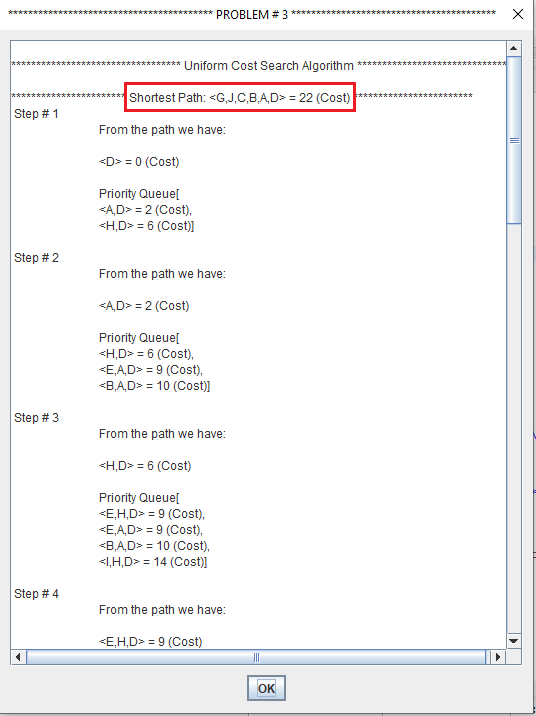 **************************************** PROBLEM # 3 ****************************************
********************************* Uniform Cost Search Algorithm *****************************
*********************** Shortest Path: <G,J,C,B,A,D> = 22 (Cost) ************************
Step # 1
From the path we have:
<D> = 0 (Cost)
Priority Queue[
<A,D> = 2 (Cost),
<H,D> = 6 (Cost)]
Step # 2
From the path we have:
<A,D> = 2 (Cost)
Priority Queue[
<H,D> = 6 (Cost),
<E,A,D> = 9 (Cost),
<B,A,D> = 10 (Cost)]
Step # 3
From the path we have:
<H,D> = 6 (Cost)
Priority Queue[
<E,H,D> = 9 (Cost),
<E,A,D> = 9 (Cost),
<B,A,D> = 10 (Cost),
<I,H,D> = 14 (Cost)]
Step # 4
From the path we have:
<E,H,D> = 9 (Cost)
OK